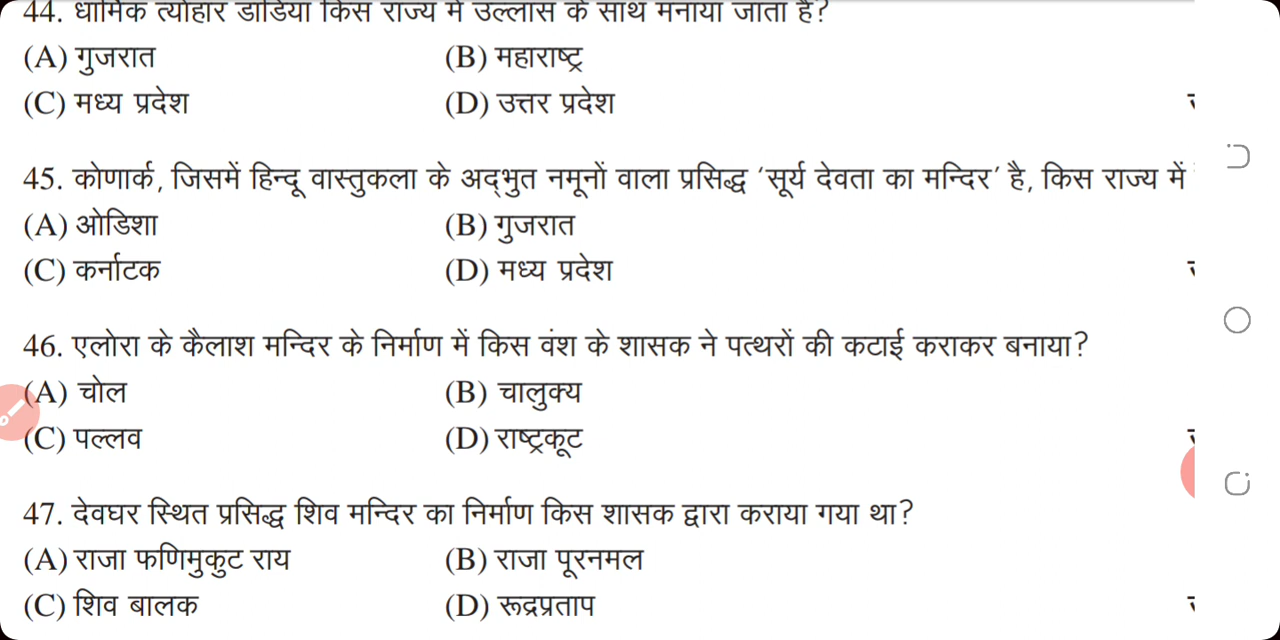 44. धार्मिक त्योहार डांडिया किस राज्य में उल्लास के साथ मनाया जाता है?
(A) गुजरात (B) महाराष्ट्र
(C) मध्य प्रदेश (D) उत्तर प्रदेश
45. कोणार्क, जिसमें हिन्दू वास्तुकला के अद्भुत नमूनों वाला प्रसिद्ध ‘सूर्य देवता का मन्दिर’ है, किस राज्य में
(A) ओडिशा (B) गुजरात
(C) कर्नाटक (D) मध्य प्रदेश
46. एलोरा के कैलाश मन्दिर के निर्माण में किस वंश के शासक ने पत्थरों की कटाई कराकर बनाया?
(A) चोल (B) चालुक्य
(C) पल्लव (D) राष्ट्रकूट
47. देवघर स्थित प्रसिद्ध शिव मन्दिर का निर्माण किस शासक द्वारा कराया गया था?
(A) राजा फणिमुकुट राय (B) राजा पूरनमल
(C) शिव बालक (D) रूद्रप्रताप